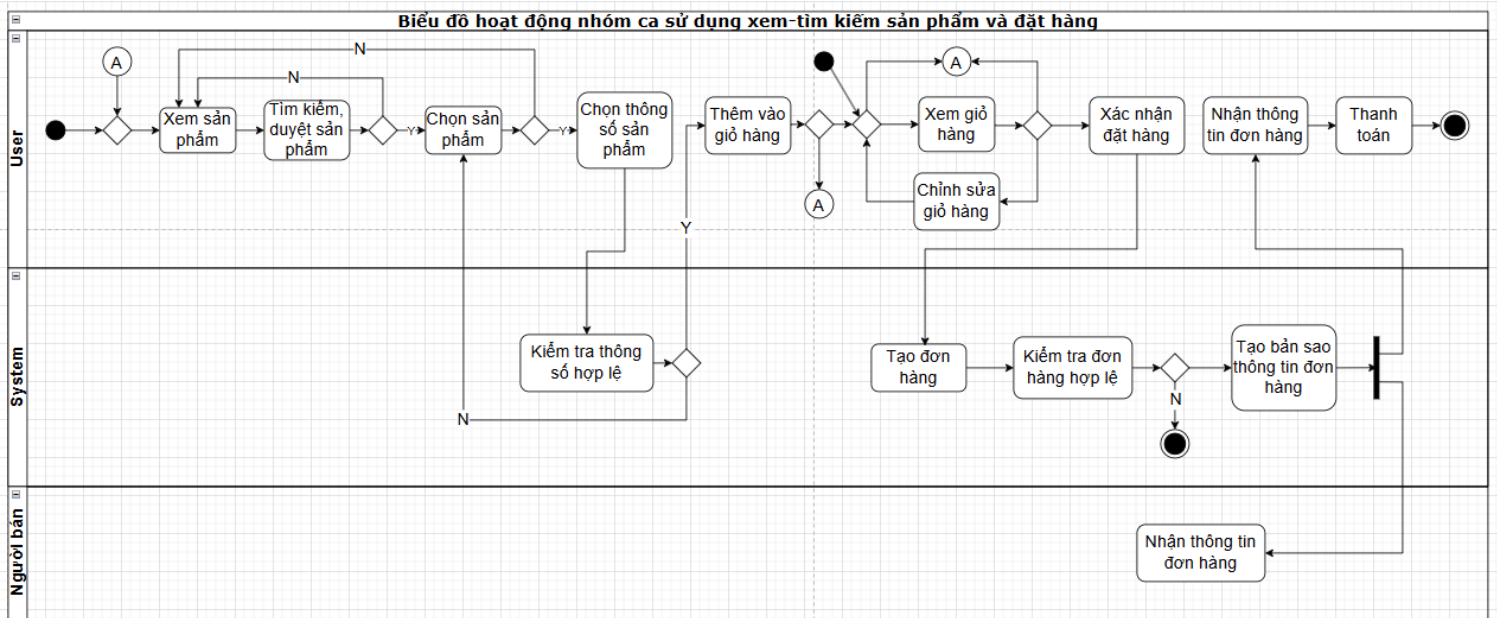 Biểu đồ hoạt động nhóm ca sử dụng xem-tìm kiếm sản phẩm và đặt hàng
User
A
Xem sản
phẩm
N
N
Tìm kiếm,
duyệt sản
phẩm
Y
Chọn sản
phẩm
Y
Chọn thông
số sản
phẩm
Y
Thêm vào
giỏ hàng
A
A
Xem giỏ
hàng
Chỉnh sửa
giỏ hàng
Xác nhận
đặt hàng
Nhận thông
tin đơn hàng
Thanh
toán
System
Kiểm tra thông
số hợp lệ
N
Tạo đơn
hàng
Kiểm tra đơn
hàng hợp lệ
N
Tạo bản sao
thông tin đơn
hàng
Người bán
Nhận thông tin
đơn hàng